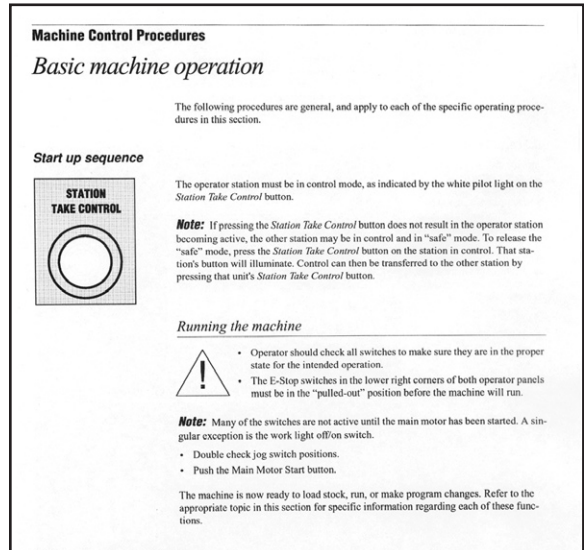 Machine Control Procedures
Basic machine operation
The following procedures are general, and apply to each of the specific operating proce-
dures in this section.
Start up sequence
STATION
TAKE CONTROL
The operator station must be in control mode, as indicated by the white pilot light on the
Station Take Control button.
Note: If pressing the Station Take Control button does not result in the operator station
becoming active, the other station may be in control and in “safe” mode. To release the
“safe” mode, press the Station Take Control button on the station in control. That sta-
tion's button will illuminate. Control can then be transferred to the other station by
pressing that unit's Station Take Control button.
Running the machine
!
• Operator should check all switches to make sure they are in the proper
state for the intended operation.
• The E-Stop switches in the lower right corners of both operator panels
must be in the “pulled-out” position before the machine will run.
Note: Many of the switches are not active until the main motor has been started. A sin-
gular exception is the work light off/on switch.
• Double check jog switch positions.
• Push the Main Motor Start button.
The machine is now ready to load stock, run, or make program changes. Refer to the
appropriate topic in this section for specific information regarding each of these func-
tions.